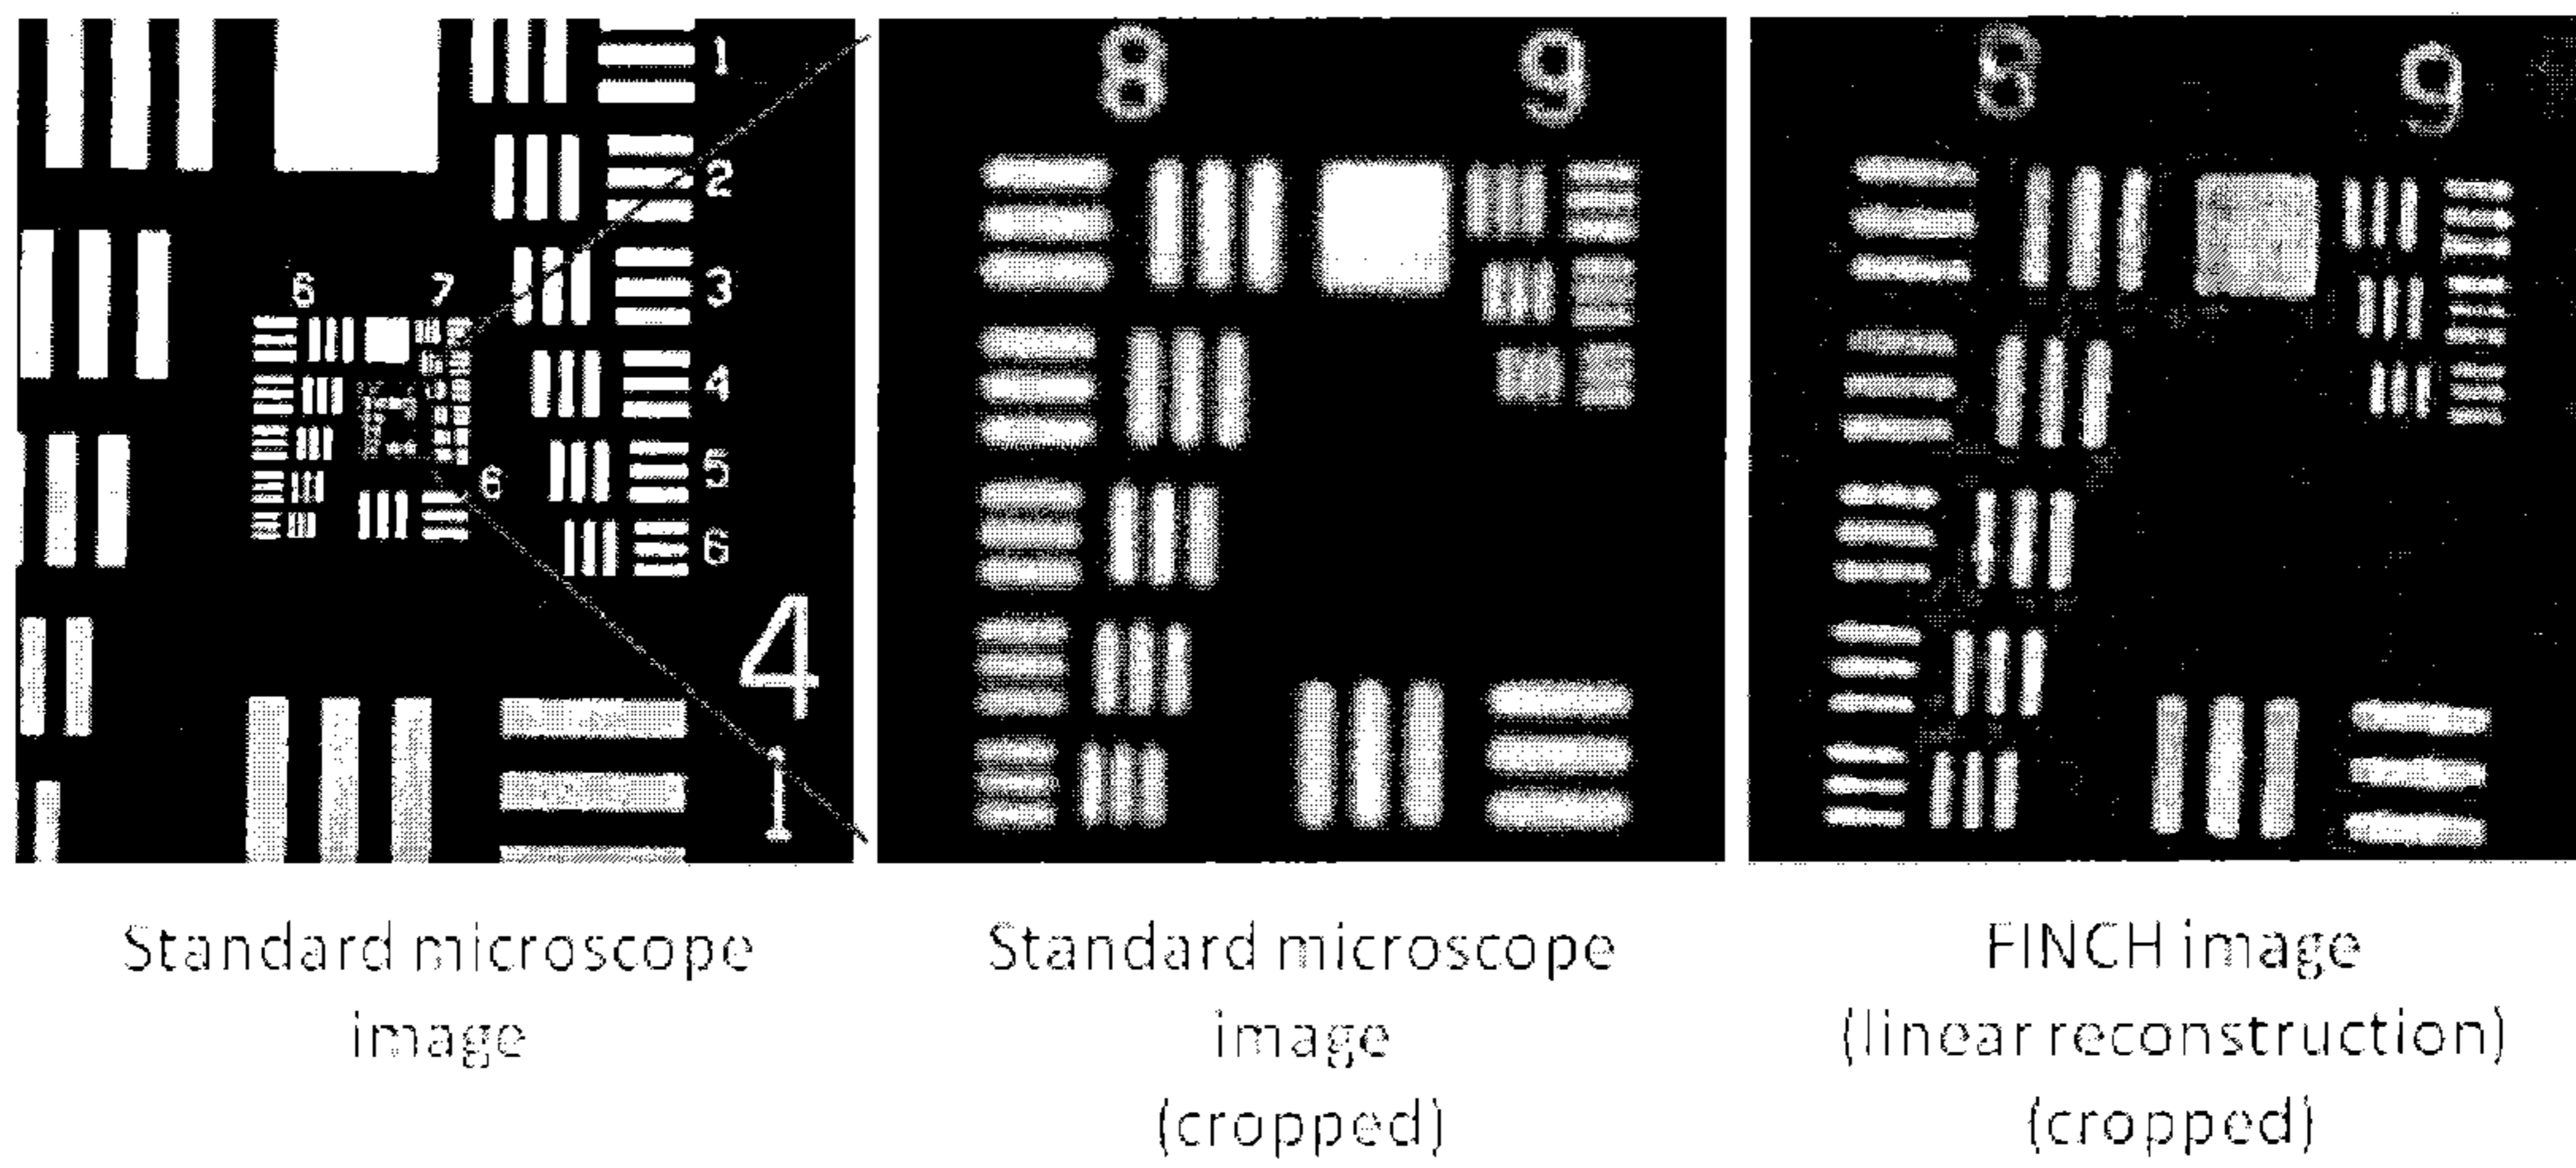 1
2
3
6 7
4
5
6
6
4
1
8 9
8 9
Standard microscope
image
Standard microscope
image
(cropped)
FINCH image
(linear reconstruction)
(cropped)